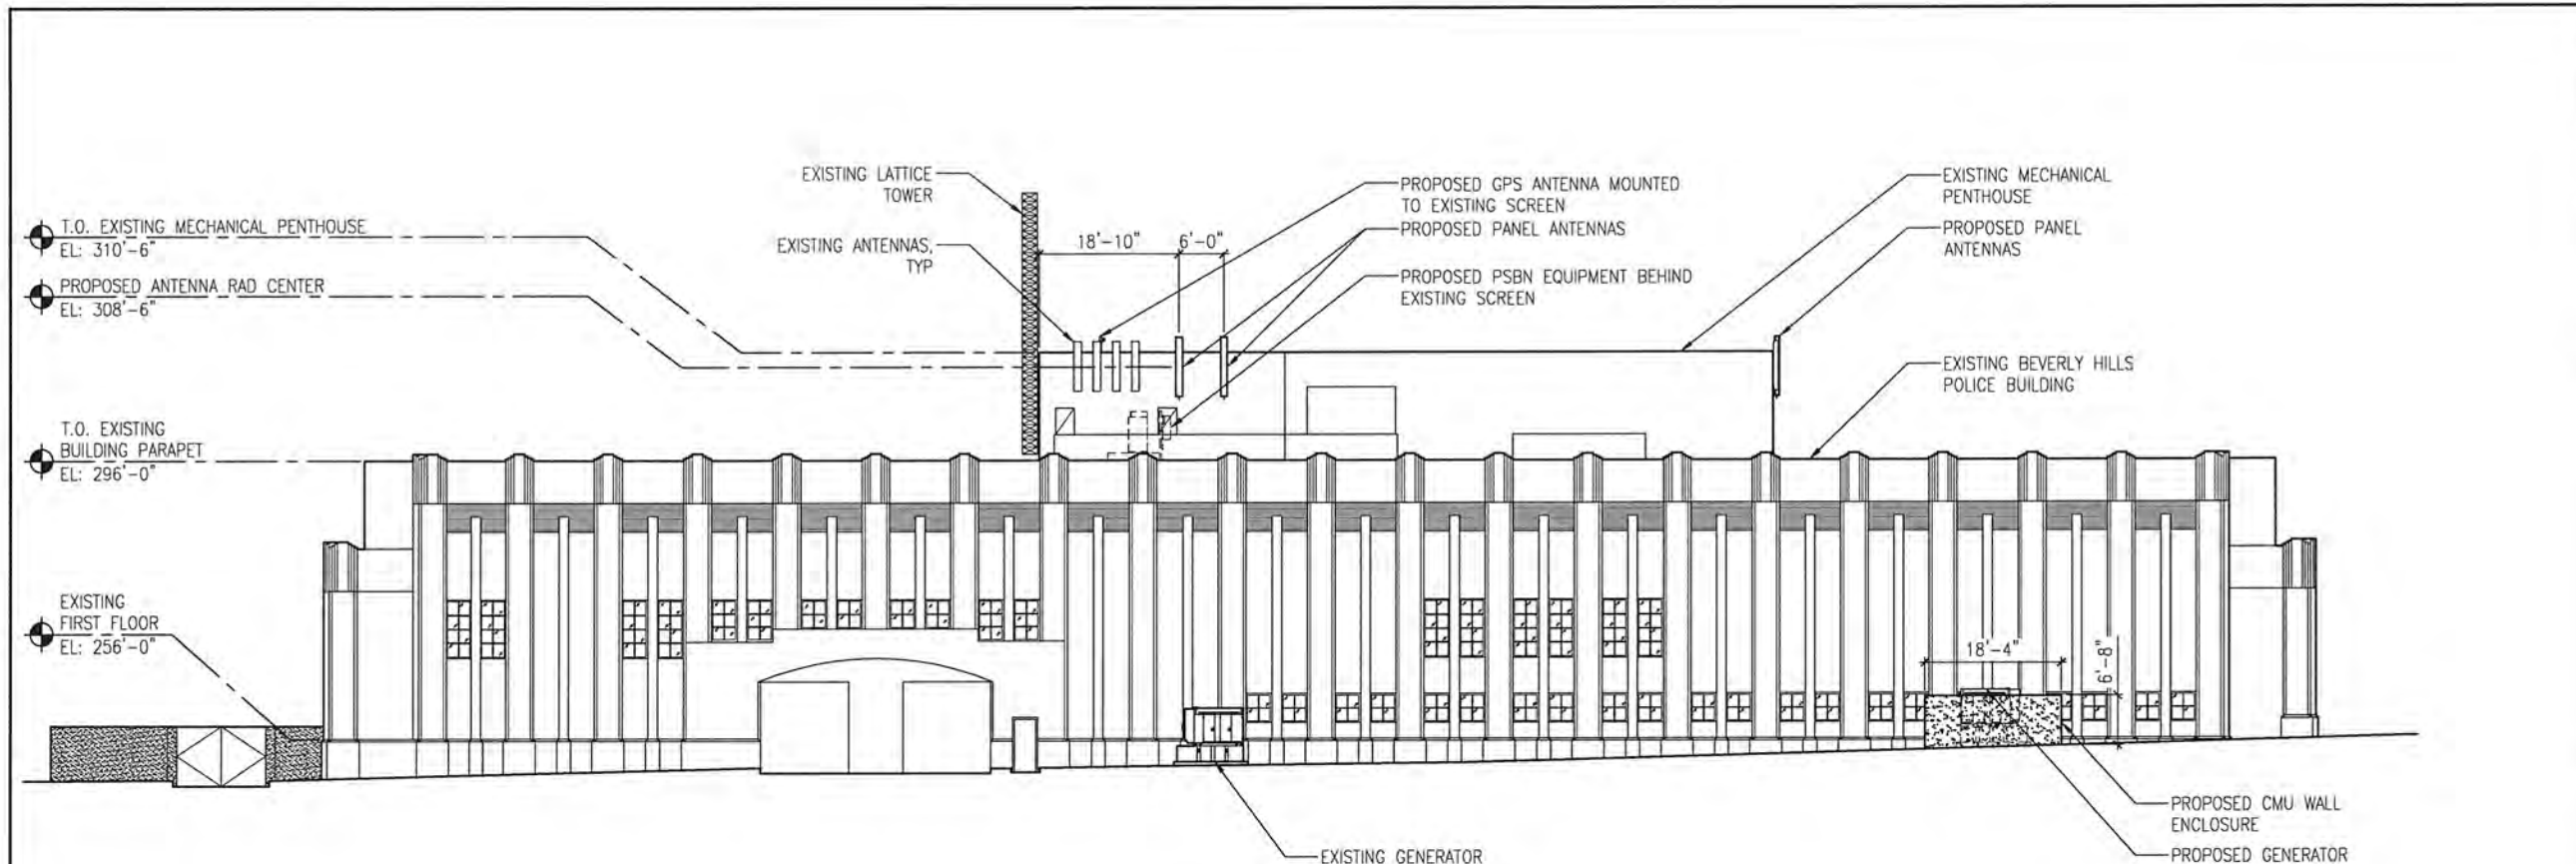 EXISTING LATTICE
TOWER
EXISTING ANTENNAS,
TYP
18'-10"
6'-0"
PROPOSED GPS ANTENNA MOUNTED
TO EXISTING SCREEN
PROPOSED PANEL ANTENNAS
PROPOSED PSBN EQUIPMENT BEHIND
EXISTING SCREEN
EXISTING MECHANICAL
PENTHOUSE
PROPOSED PANEL
ANTENNAS
EXISTING BEVERLY HILLS
POLICE BUILDING
T.O. EXISTING MECHANICAL PENTHOUSE
EL: 310'-6"
PROPOSED ANTENNA RAD CENTER
EL: 308'-6"
T.O. EXISTING
BUILDING PARAPET
EL: 296'-0"
EXISTING
FIRST FLOOR
EL: 256'-0"
18'-4"
6'-8"
PROPOSED CMU WALL
ENCLOSURE
PROPOSED GENERATOR
EXISTING GENERATOR